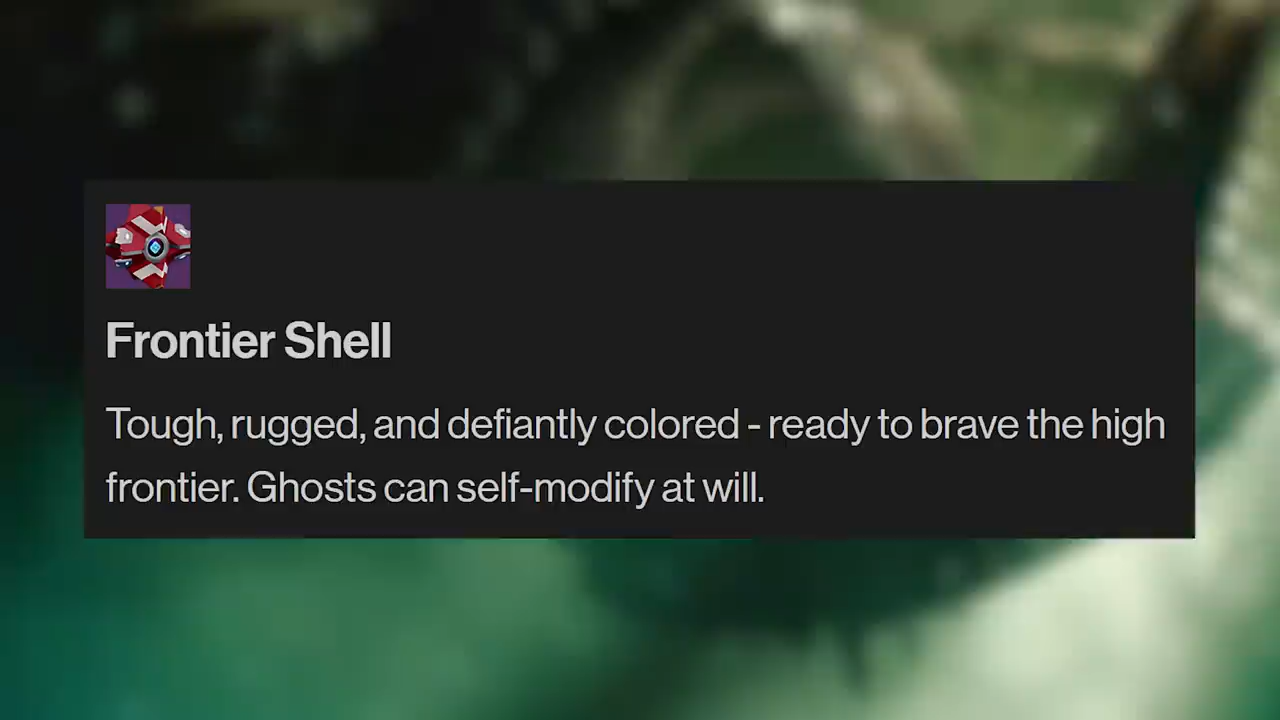 Frontier Shell
Tough, rugged, and defiantly colored - ready to brave the high
frontier. Ghosts can self-modify at will.